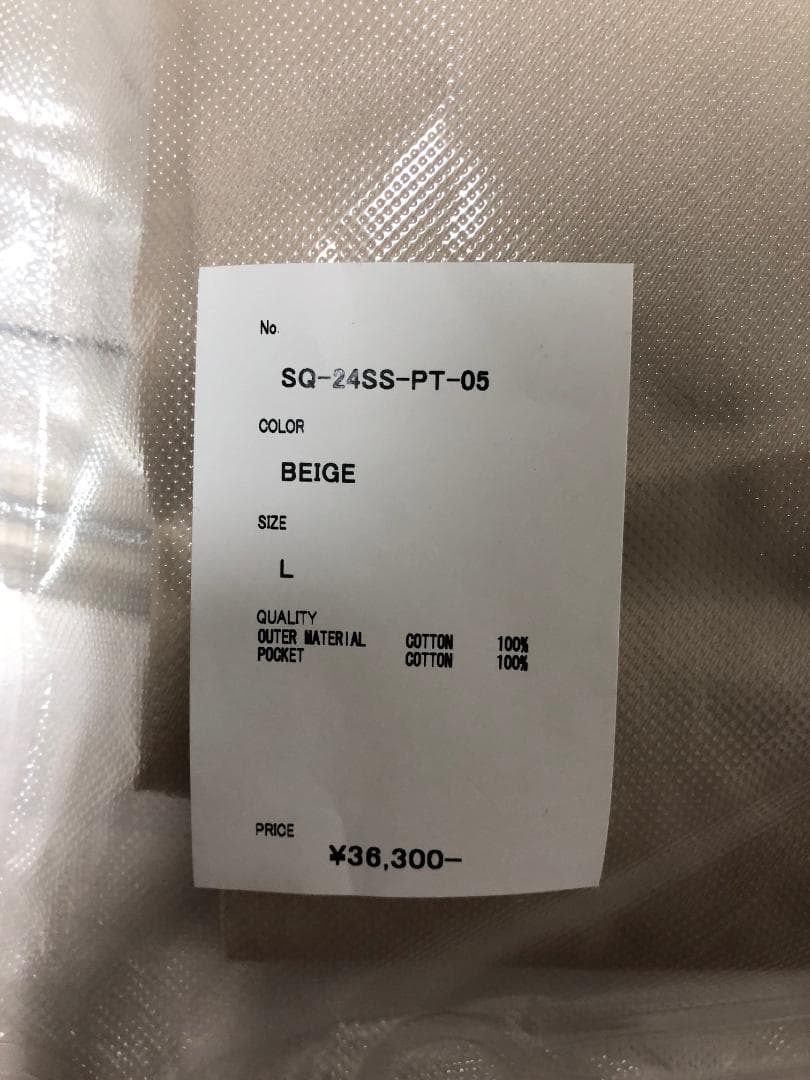 No.
SQ-24SS-PT-05
COLOR
BEIGE
SIZE
L
QUALITY
OUTER MATERIAL COTTON 100%
POCKET COTTON 100%
PRICE
¥36,300-